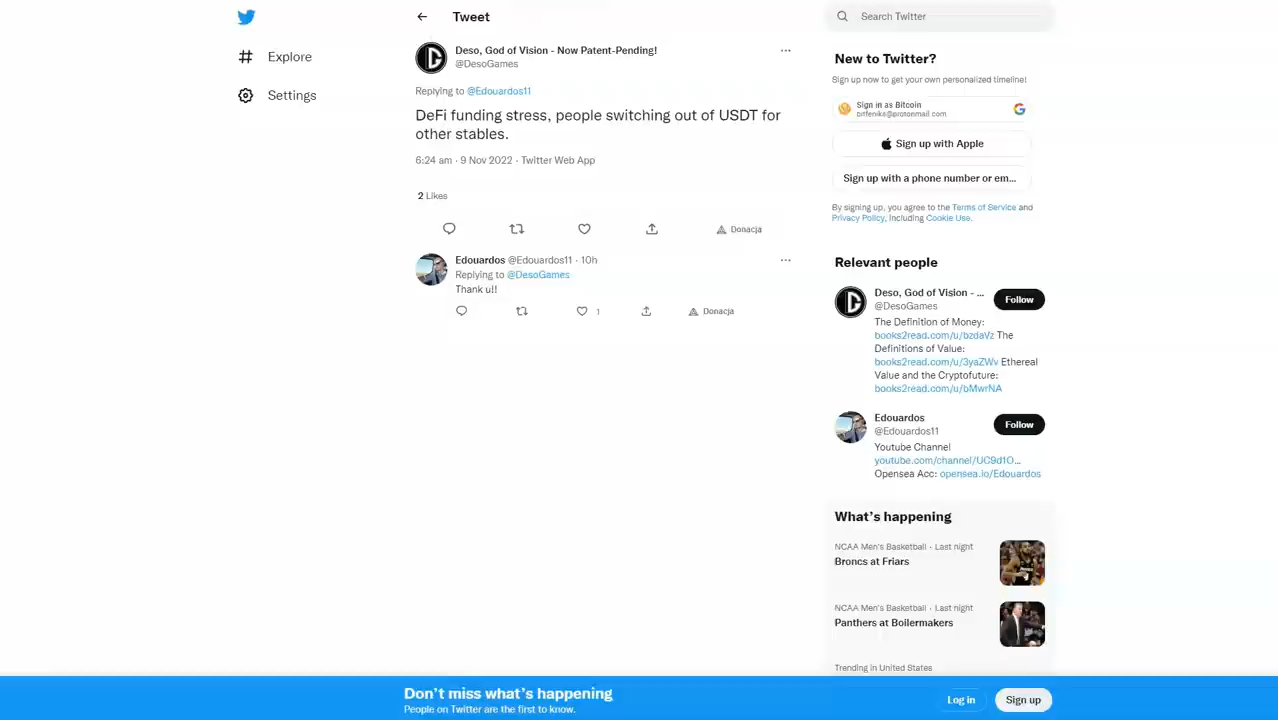 Tweet
Search Twitter
Explore
Settings
Deso, God of Vision - Now Patent-Pending!
@DesoGames
Replying to @Edouardos11
DeFi funding stress, people switching out of USDT for
other stables.
6:24 am · 9 Nov 2022 · Twitter Web App
2 Likes
Donacja
Edouardos @Edouardos11 · 10h
Replying to @DesoGames
Thank u!!
1
Donacja
New to Twitter?
Sign up now to get your own personalized timeline!
Sign in as Bitcoin
Sign up with Apple
Sign up with a phone number or em...
By signing up, you agree to the Terms of Service and
Privacy Policy, including Cookie Use.
Relevant people
Deso, God of Vision - ...
Follow
@DesoGames
The Definition of Money:
books2read.com/u/bzdaVz The
Definitions of Value:
books2read.com/u/3yaZWv Ethereal
Value and the Cryptofuture:
books2read.com/u/bMwrNA
Edouardos
Follow
@Edouardos11
Youtube Channel
youtube.com/channel/UC9d1O...
Opensea Acc: opensea.io/Edouardos
What's happening
NCAA Men's Basketball · Last night
Broncs at Friars
NCAA Men's Basketball · Last night
Panthers at Boilermakers
Trending in United States
Don't miss what's happening
People on Twitter are the first to know.
Log in
Sign up